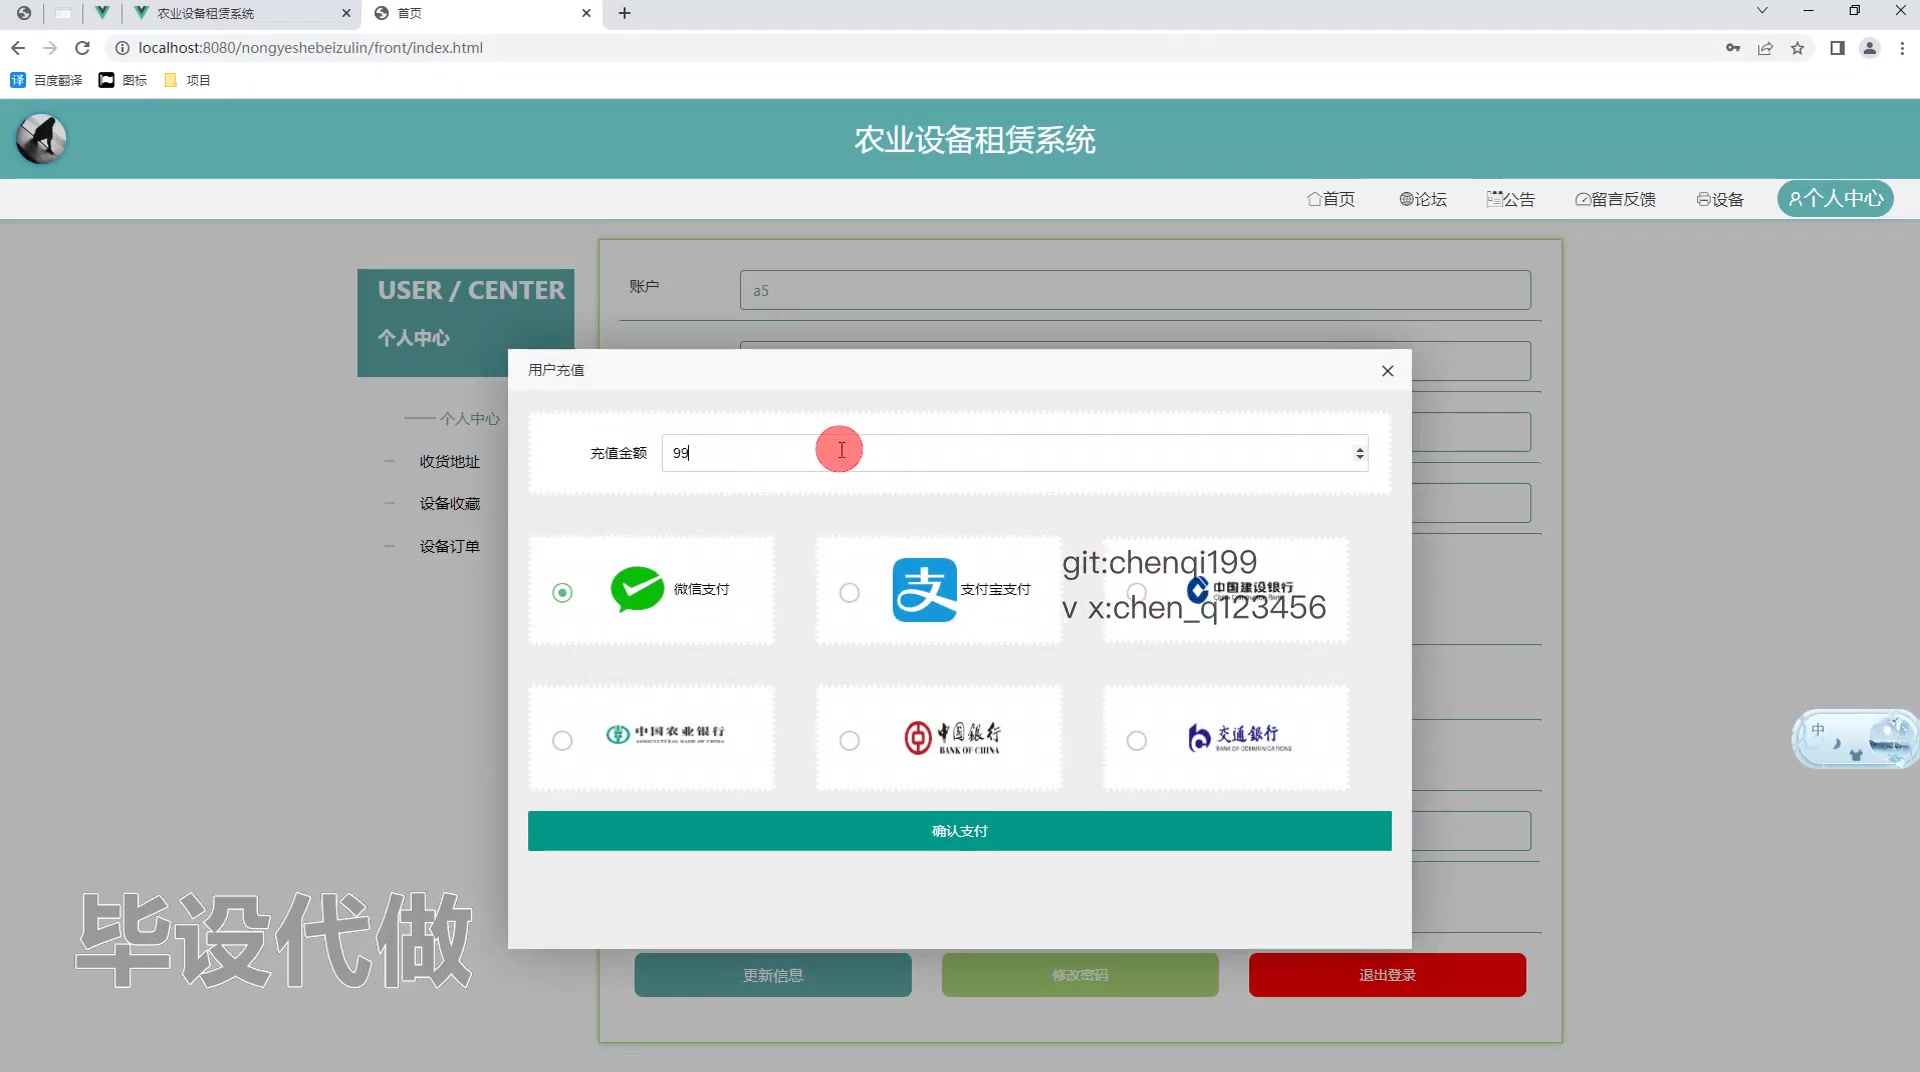 农业设备租赁系统
首页
localhost:8080/nongyeshebeizulin/front/index.html
译 百度翻译
图标
项目
农业设备租赁系统
首页
论坛
公告
留言反馈
设备
个人中心
USER / CENTER
个人中心
个人中心
收货地址
设备收藏
设备订单
账户
a5
用户充值
充值金额
99
微信支付
支 支付宝支付
中国建设银行
git:chenqi199
v x:chen_q123456
中国农业银行
AGRICULTURAL BANK OF CHINA
中国银行
BANK OF CHINA
交通银行
BANK OF COMMUNICATIONS
确认支付
更新信息
修改密码
退出登录
毕设代做
中